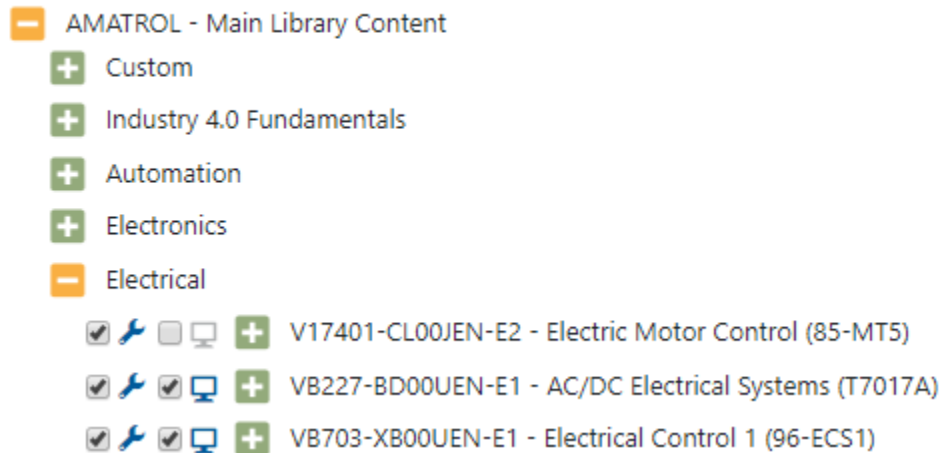 AMATROL - Main Library Content
Custom
Industry 4.0 Fundamentals
Automation
Electronics
Electrical
V17401-CL00JEN-E2 - Electric Motor Control (85-MT5)
VB227-BD00UEN-E1 - AC/DC Electrical Systems (T7017A)
VB703-XB00UEN-E1 - Electrical Control 1 (96-ECS1)